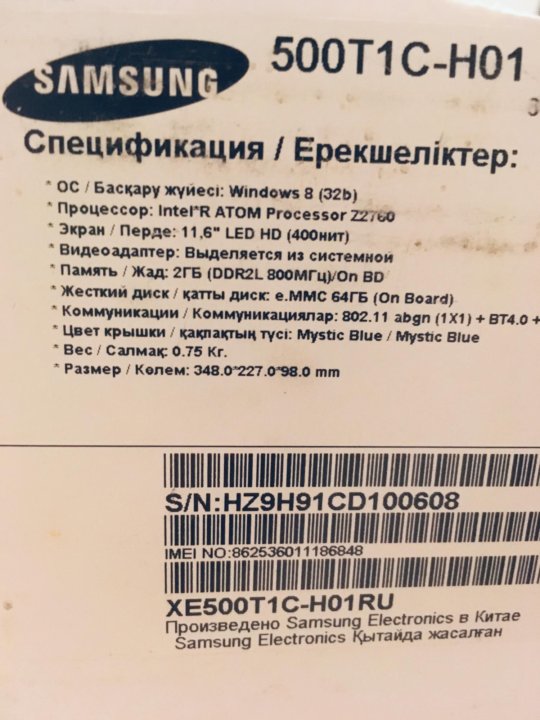 SAMSUNG
500T1C-H01
Спецификация / Ерекшеліктер:
* ОС / Басқару жүйесі: Windows 8 (32b)
* Процессор: Intel*R ATOM Processor Z2760
* Экран / Перде: 11,6" LED HD (400нит)
* Видеоадаптер: Выделяется из системной
* Память / Жад: 2ГБ (DDR2L 800МГц)/On BD
* Жесткий диск / қатты диск: e.MMC 64ГБ (On Board)
* Коммуникации / Коммуникациялар: 802.11 abgn (1X1) + BT4.0 +
* Цвет крышки / қақпақтың түсі: Mystic Blue / Mystic Blue
* Вес / Салмақ: 0.75 Кг.
* Размер / Көлем: 348.0*227.0*98.0 mm
S/N:HZ9H91CD100608
IMEI NO:862536011186848
XE500T1C-H01RU
Произведено Samsung Electronics в Китае
Samsung Electronics Қытайда жасалған